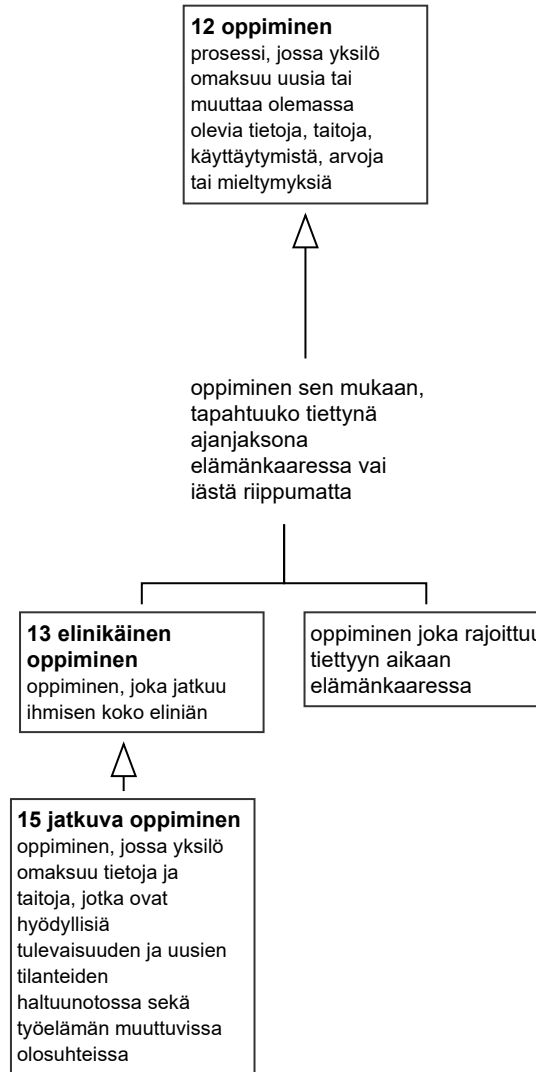 12 oppiminen
prosessi, jossa yksilö
omaksuu uusia tai
muuttaa olemassa
olevia tietoja, taitoja,
käyttäytymistä, arvoja
tai mieltymyksiä
oppiminen sen mukaan,
tapahtuuko tiettynä
ajanjaksona
elämänkaaressa vai
iästä riippumatta
13 elinikäinen
oppiminen
oppiminen, joka jatkuu
ihmisen koko eliniän
oppiminen joka rajoittuu
tiettyyn aikaan
elämänkaaressa
15 jatkuva oppiminen
oppiminen, jossa yksilö
omaksuu tietoja ja
taitoja, jotka ovat
hyödyllisiä
tulevaisuuden ja uusien
tilanteiden
haltuunotossa sekä
työelämän muuttuvissa
olosuhteissa